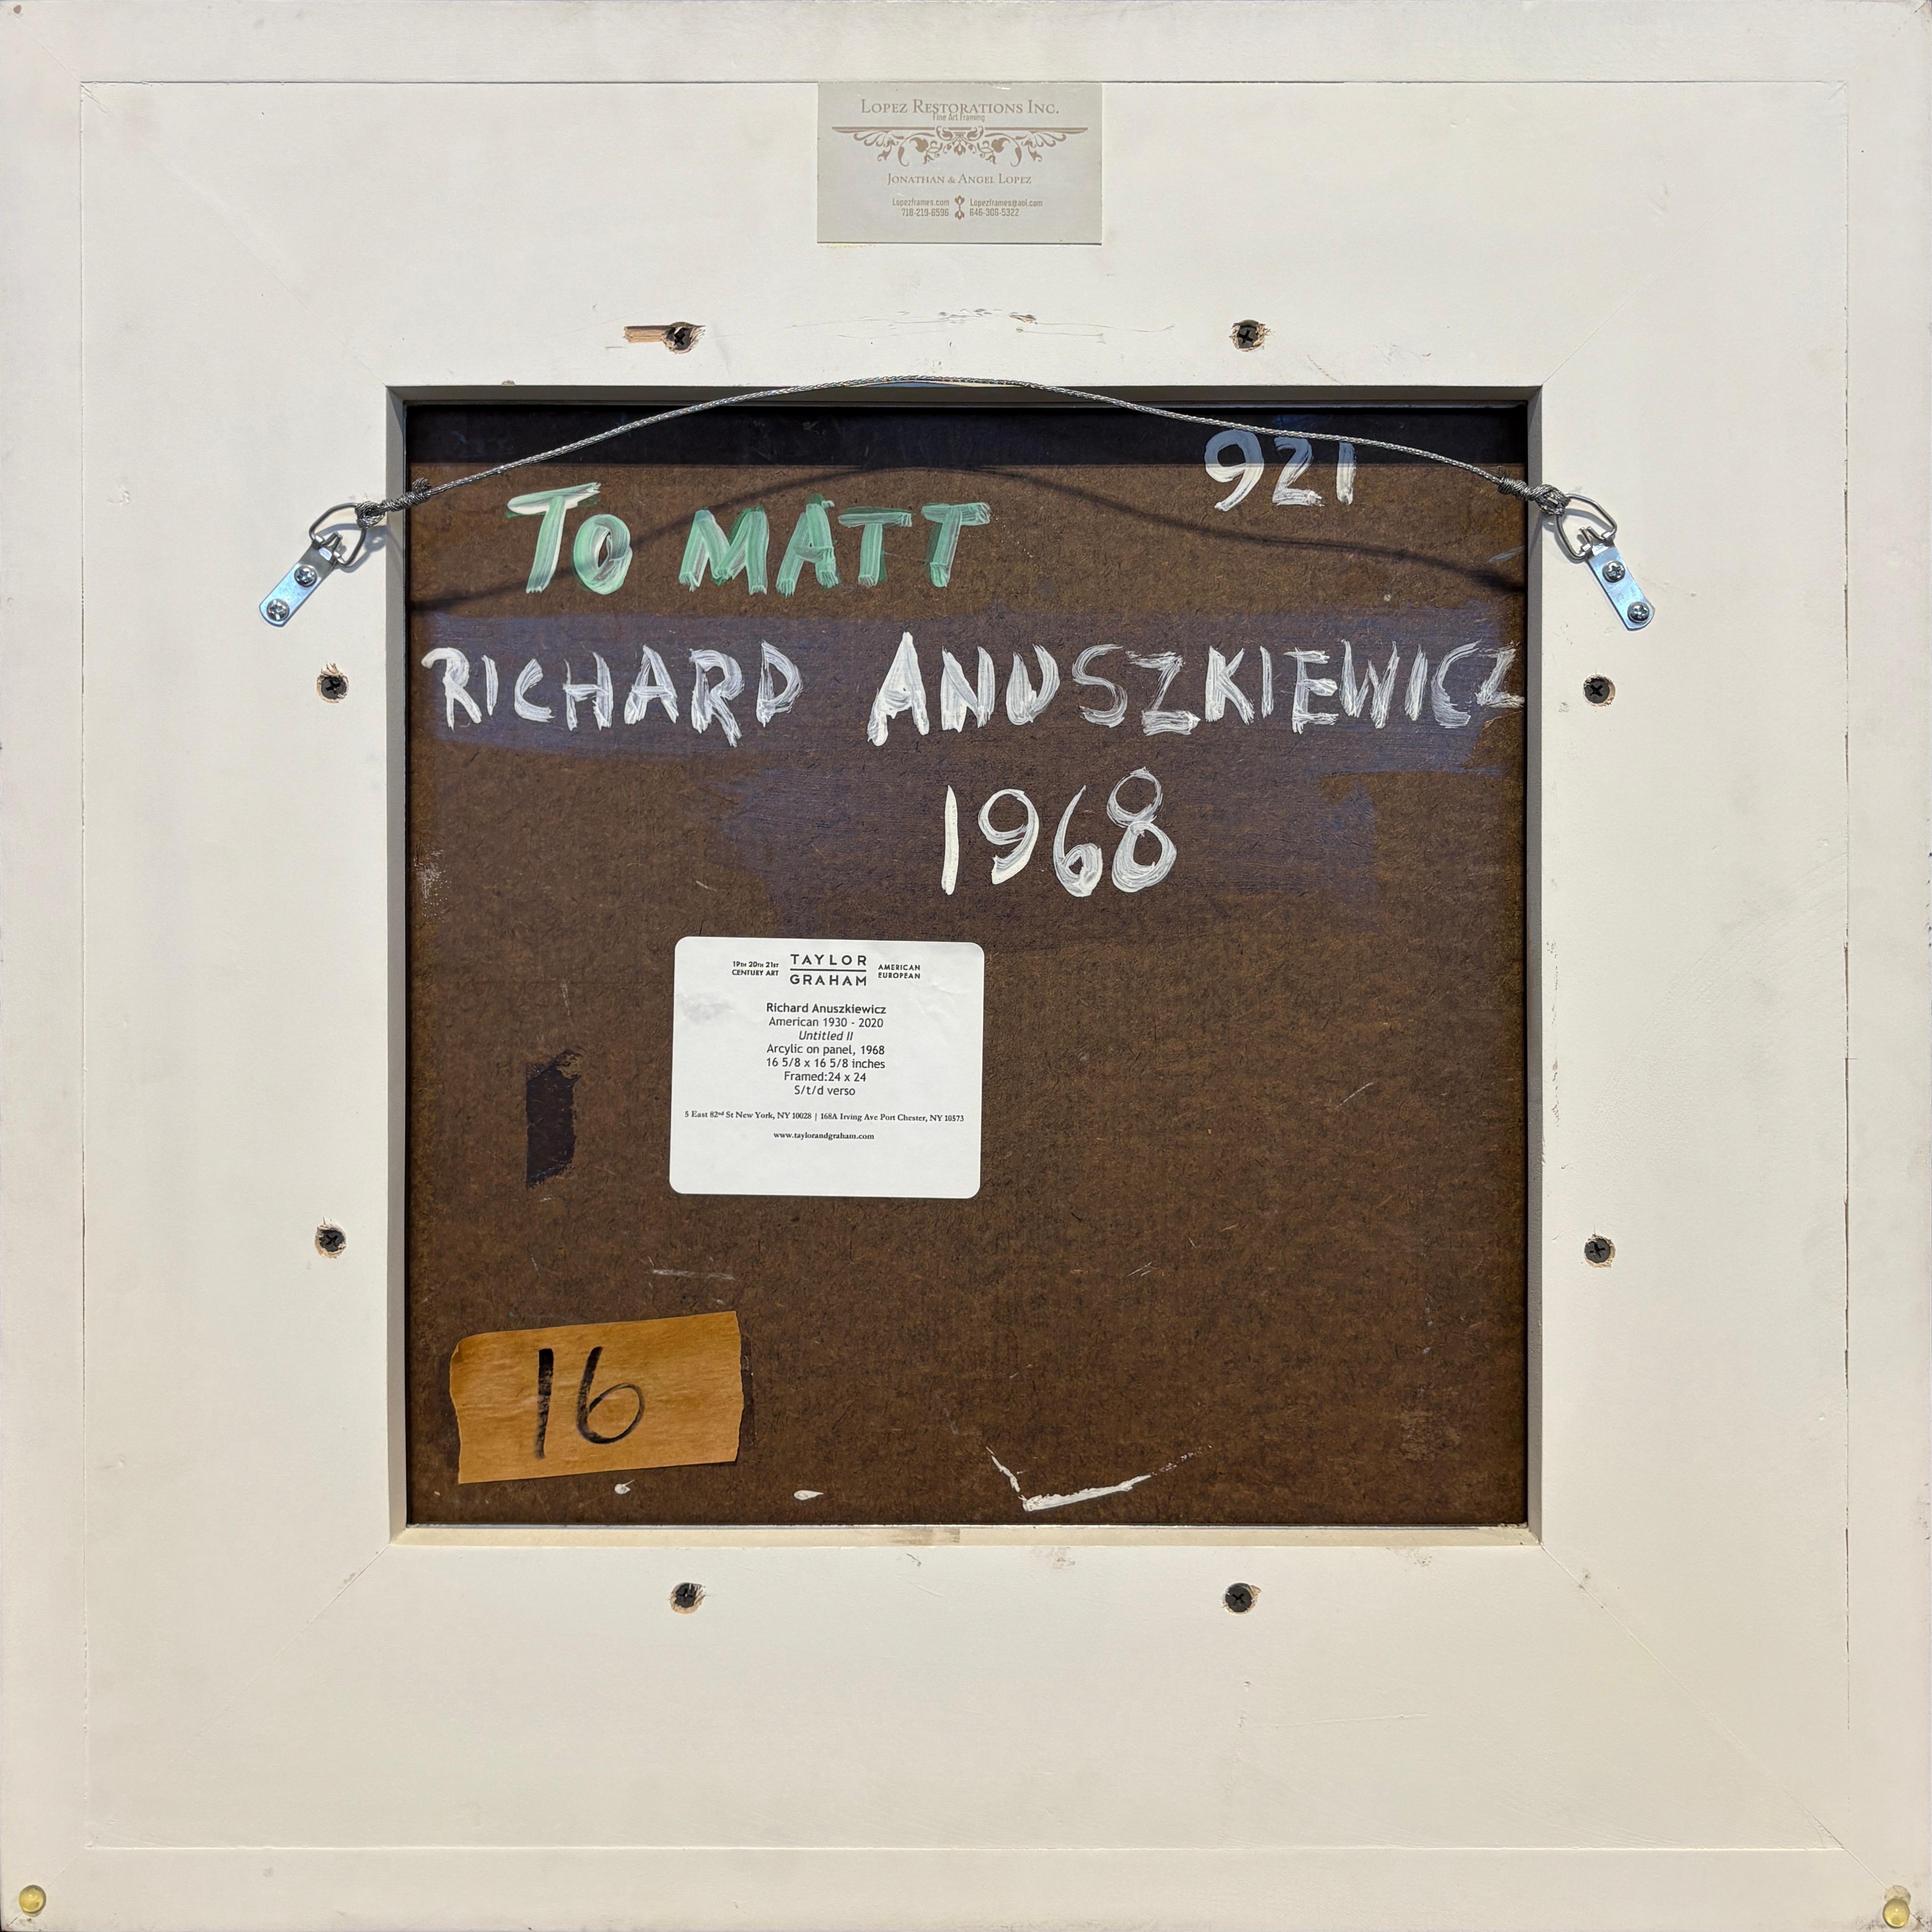 LOPEZ RESTORATIONS INC.
Fine Art Framing
JONATHAN & ANGEL LOPEZ
Lopezframes.com Lopezframes@aol.com
718-219-6596 646-306-5322
921
TO MATT
RICHARD ANUSZKIEWICZ
1968
19TH 20TH 21ST CENTURY ART
TAYLOR
GRAHAM
AMERICAN
EUROPEAN
Richard Anuszkiewicz
American 1930 - 2020
Untitled II
Arcylic on panel, 1968
16 5/8 x 16 5/8 inches
Framed:24 x 24
S/t/d verso
5 East 82nd St New York, NY 10028 | 168A Irving Ave Port Chester, NY 10573
www.taylorandgraham.com
16